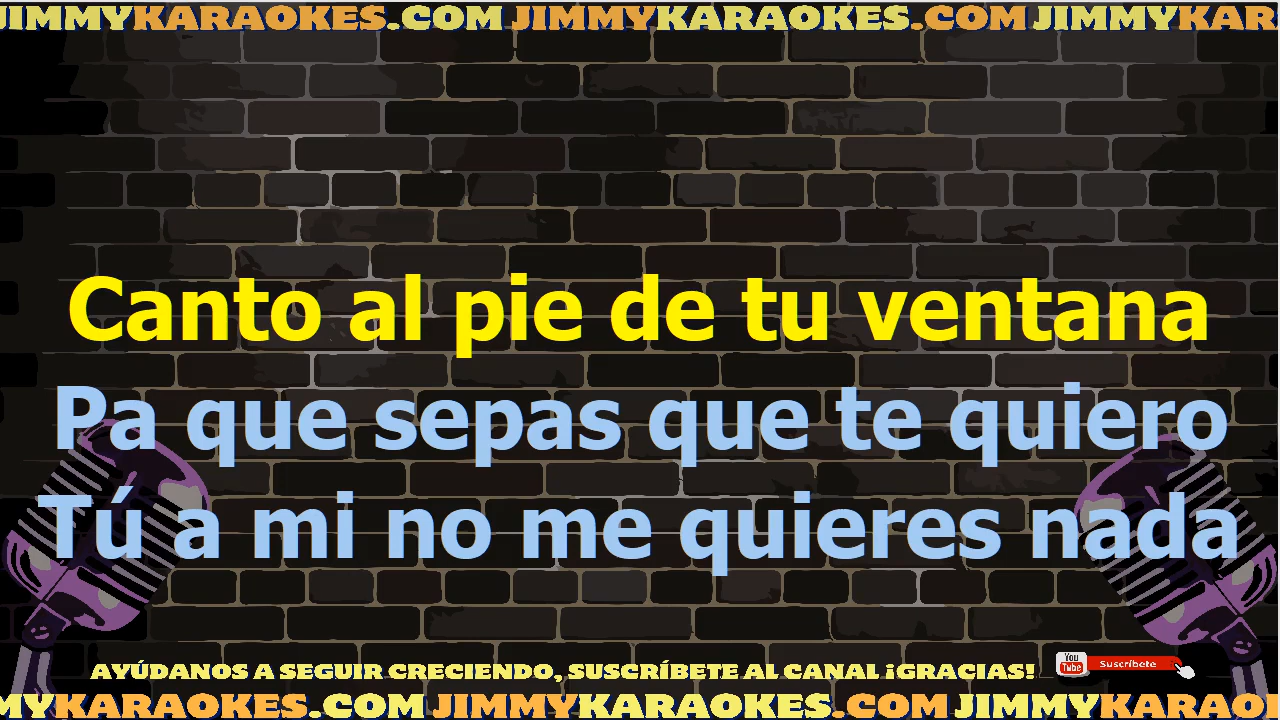 JIMMYKARAOKES.COM JIMMYKARAOKES.COM JIMMYKAR
Canto al pie de tu ventana
Pa que sepas que te quiero
Tú a mi no me quieres nada
AYÚDANOS A SEGUIR CRECIENDO, SUSCRÍBETE AL CANAL ¡GRACIAS! You Tube Suscríbete
MYKARAOKES.COM JIMMYKARAOKES.COM JIMMYKARAOK